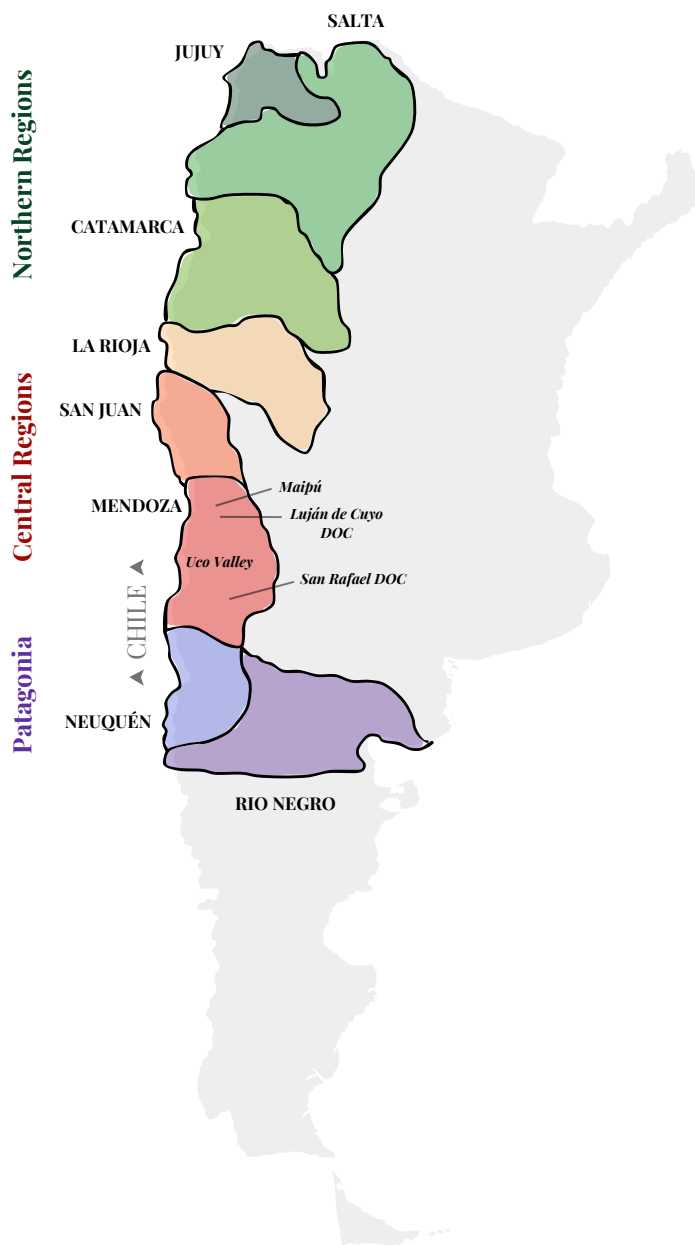 SALTA
JUJUY
Northern Regions
CATAMARCA
LA RIOJA
Central Regions
SAN JUAN
Maipú
MENDOZA
Luján de Cuyo
DOC
Uco Valley
San Rafael DOC
CHILE
Patagonia
NEUQUÉN
RIO NEGRO